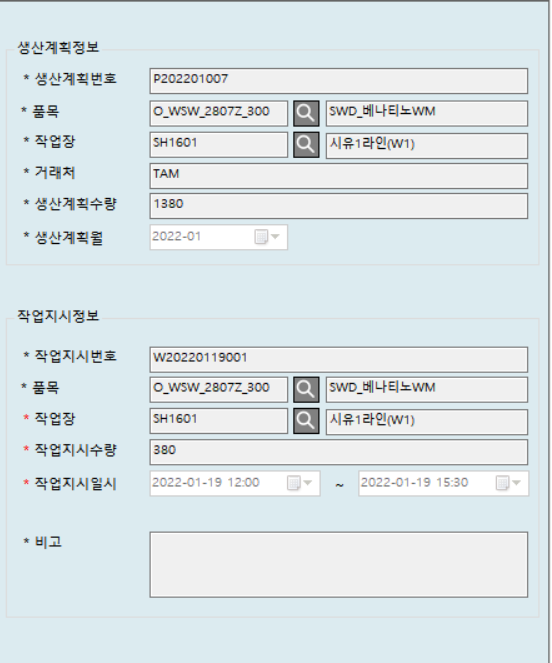 생산계획정보
* 생산계획번호 P202201007
* 품목 O_WSW_2807Z_300 SWD_베나티노WM
* 작업장 SH1601 시유1라인(W1)
* 거래처 TAM
* 생산계획수량 1380
* 생산계획월 2022-01
작업지시정보
* 작업지시번호 W20220119001
* 품목 O_WSW_2807Z_300 SWD_베나티노WM
* 작업장 SH1601 시유1라인(W1)
* 작업지시수량 380
* 작업지시일시 2022-01-19 12:00 ~ 2022-01-19 15:30
* 비고